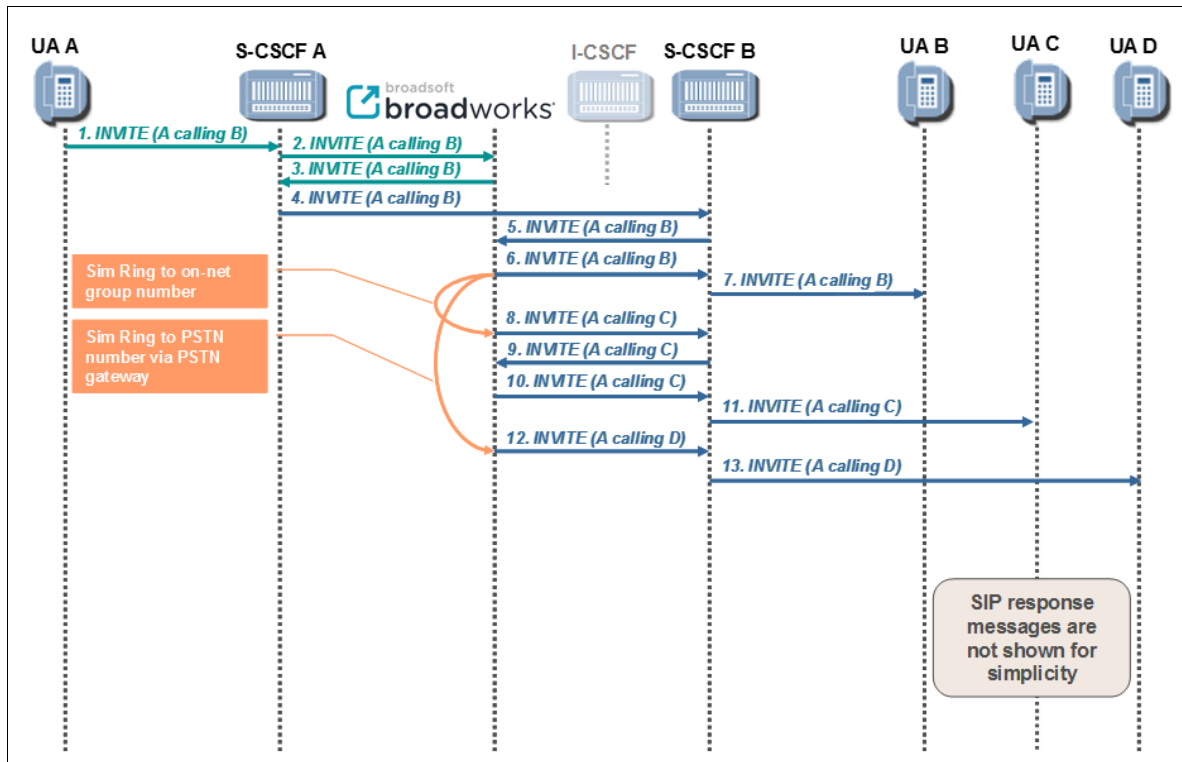 UA A
S-CSCF A
broadsoft
broadworks
I-CSCF
S-CSCF B
UA B
UA C
UA D
1. INVITE (A calling B)
2. INVITE (A calling B)
3. INVITE (A calling B)
4. INVITE (A calling B)
5. INVITE (A calling B)
6. INVITE (A calling B)
7. INVITE (A calling B)
Sim Ring to on-net
group number
8. INVITE (A calling C)
Sim Ring to PSTN
number via PSTN
gateway
9. INVITE (A calling C)
10. INVITE (A calling C)
11. INVITE (A calling C)
12. INVITE (A calling D)
13. INVITE (A calling D)
SIP response
messages are
not shown for
simplicity